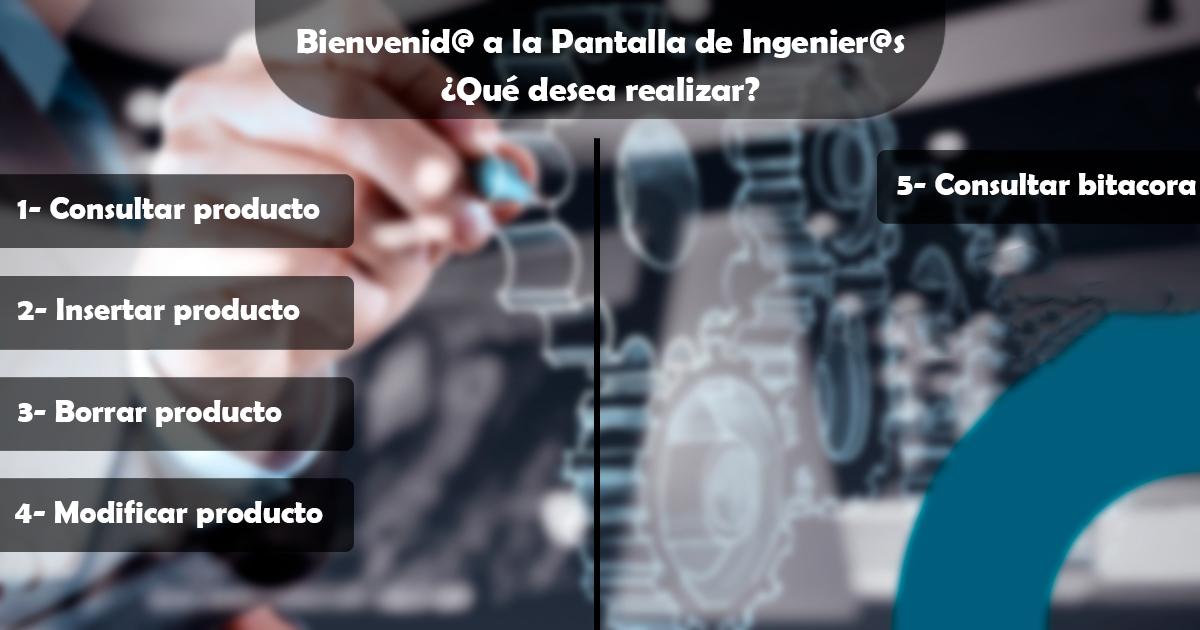 Bienvenid@ a la Pantalla de Ingenier@s
¿Qué desea realizar?
1- Consultar producto
2- Insertar producto
3- Borrar producto
4- Modificar producto
5- Consultar bitacora